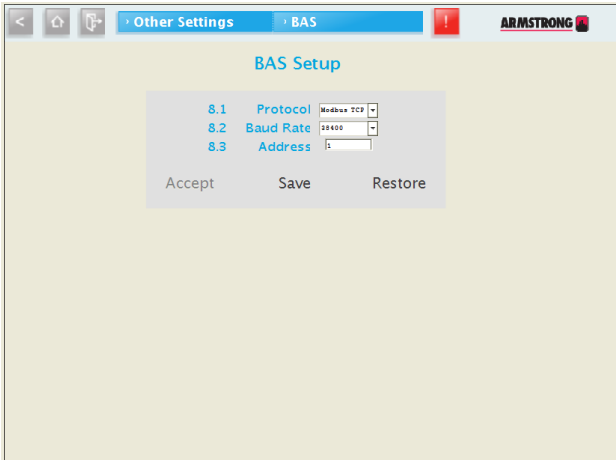 < › Other Settings › BAS ! ARMSTRONG
BAS Setup
8.1 Protocol Modbus TCP
8.2 Baud Rate 38400
8.3 Address 1
Accept Save Restore